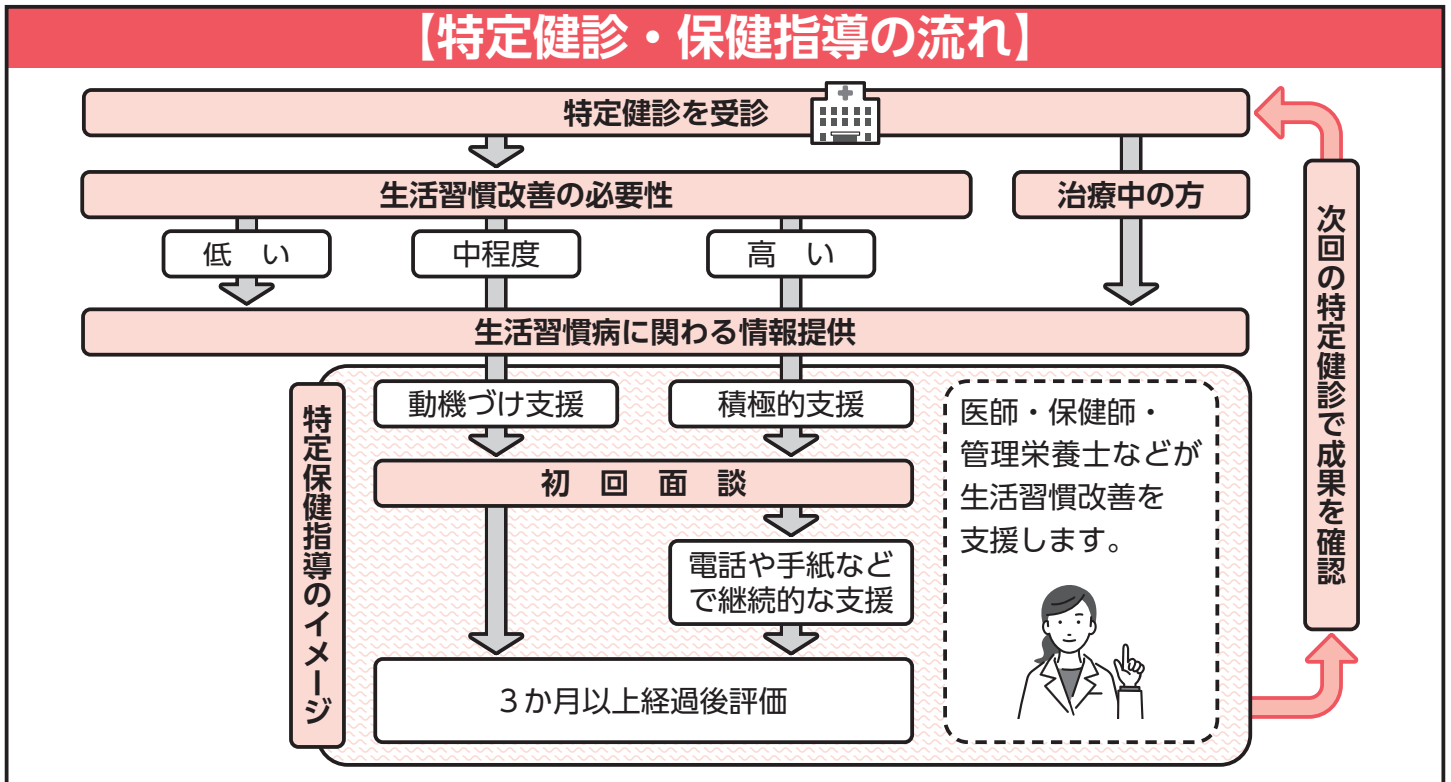 【特定健診・保健指導の流れ】
特定健診を受診
生活習慣改善の必要性
治療中の方
低　い
中程度
高　い
生活習慣病に関わる情報提供
特定保健指導のイメージ
動機づけ支援
積極的支援
初　回　面　談
電話や手紙など
で継続的な支援
３か月以上経過後評価
医師・保健師・
管理栄養士などが
生活習慣改善を
支援します。
次回の特定健診で成果を確認